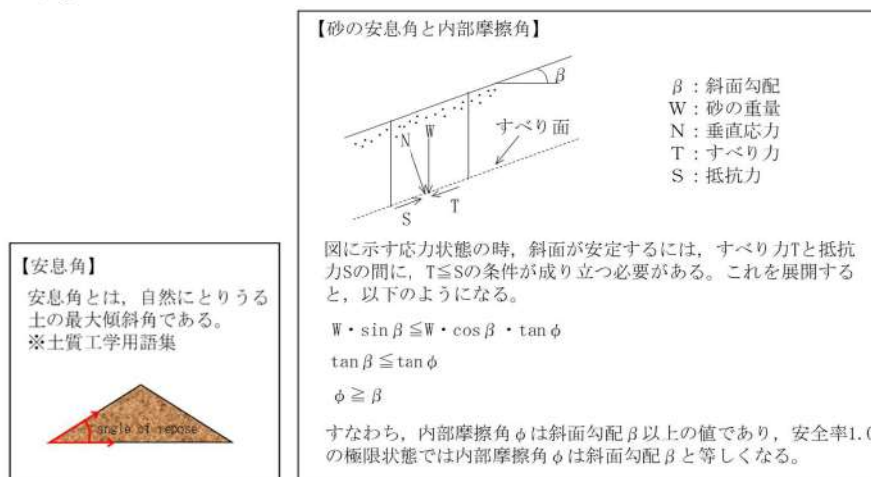 【安息角】
安息角とは，自然にとりうる
土の最大傾斜角である。
※土質工学用語集
angle of repose
【砂の安息角と内部摩擦角】
β
N
W
すべり面
S
T
β：斜面勾配
W：砂の重量
N：垂直応力
T：すべり力
S：抵抗力
図に示す応力状態の時，斜面が安定するには，すべり力Tと抵抗
力Sの間に，T≦Sの条件が成り立つ必要がある。これを展開する
と，以下のようになる。
W・sinβ≦W・cosβ・tanφ
tanβ≦tanφ
φ≧β
すなわち，内部摩擦角φは斜面勾配β以上の値であり，安全率1.0
の極限状態では内部摩擦角φは斜面勾配βと等しくなる。